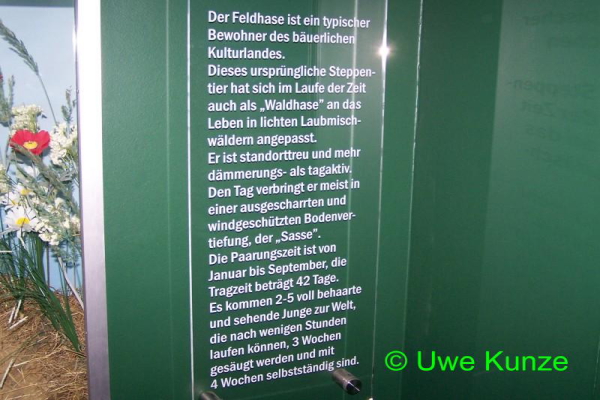 Der Feldhase ist ein typischer
Bewohner des bäuerlichen
Kulturlandes.
Dieses ursprüngliche Steppen-
tier hat sich im Laufe der Zeit
auch als „Waldhase” an das
Leben in lichten Laubmisch-
wäldern angepasst.
Er ist standorttreu und mehr
dämmerungs- als tagaktiv.
Den Tag verbringt er meist in
einer ausgescharrten und
windgeschützten Bodenver-
tiefung, der „Sasse”.
Die Paarungszeit ist von
Januar bis September, die
Tragzeit beträgt 42 Tage.
Es kommen 2-5 voll behaarte
und sehende Junge zur Welt,
die nach wenigen Stunden
laufen können, 3 Wochen
gesäugt werden und mit
4 Wochen selbstständig sind.
© Uwe Kunze